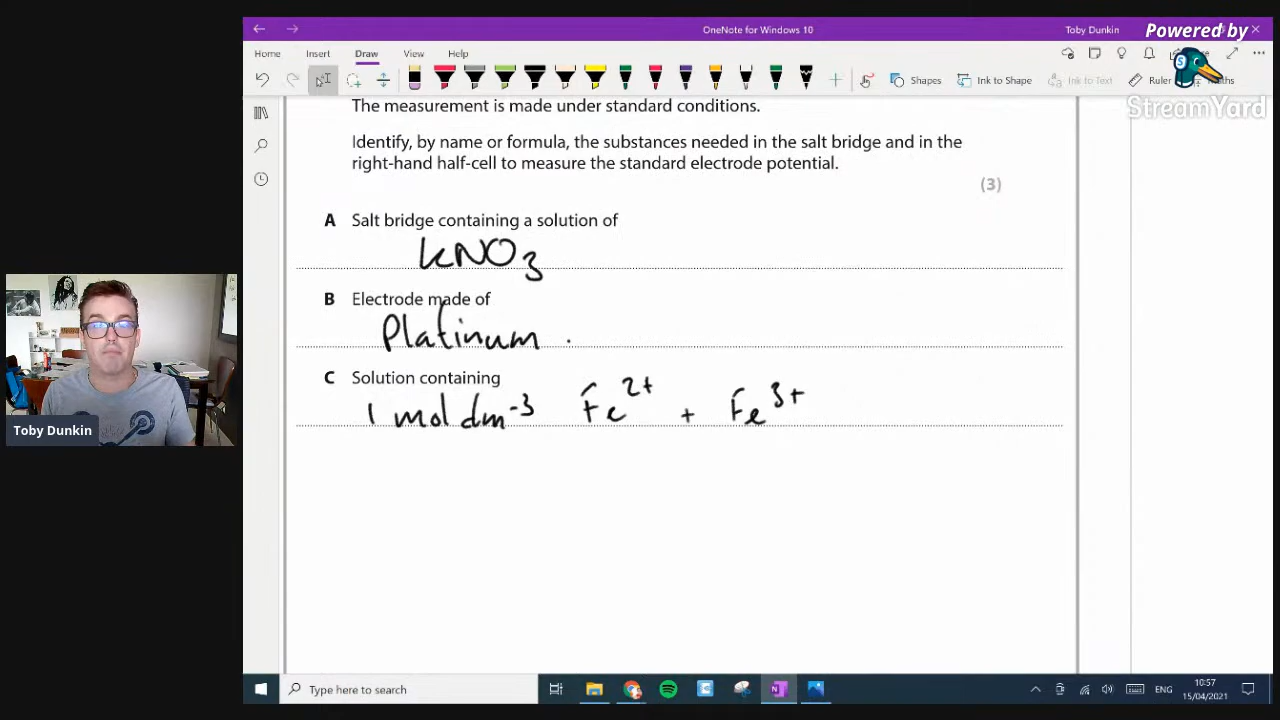 OneNote for Windows 10
Toby Dunkin
Powered by
Home Insert Draw View Help
Shapes Ink to Shape Ink to Text Ruler
StreamYard
The measurement is made under standard conditions.
Identify, by name or formula, the substances needed in the salt bridge and in the
right-hand half-cell to measure the standard electrode potential.
(3)
A Salt bridge containing a solution of
KNO3
B Electrode made of
Platinum .
C Solution containing
1 mol dm-3 Fe2+ + Fe3+
Toby Dunkin
Type here to search
ENG
10:57
15/04/2021